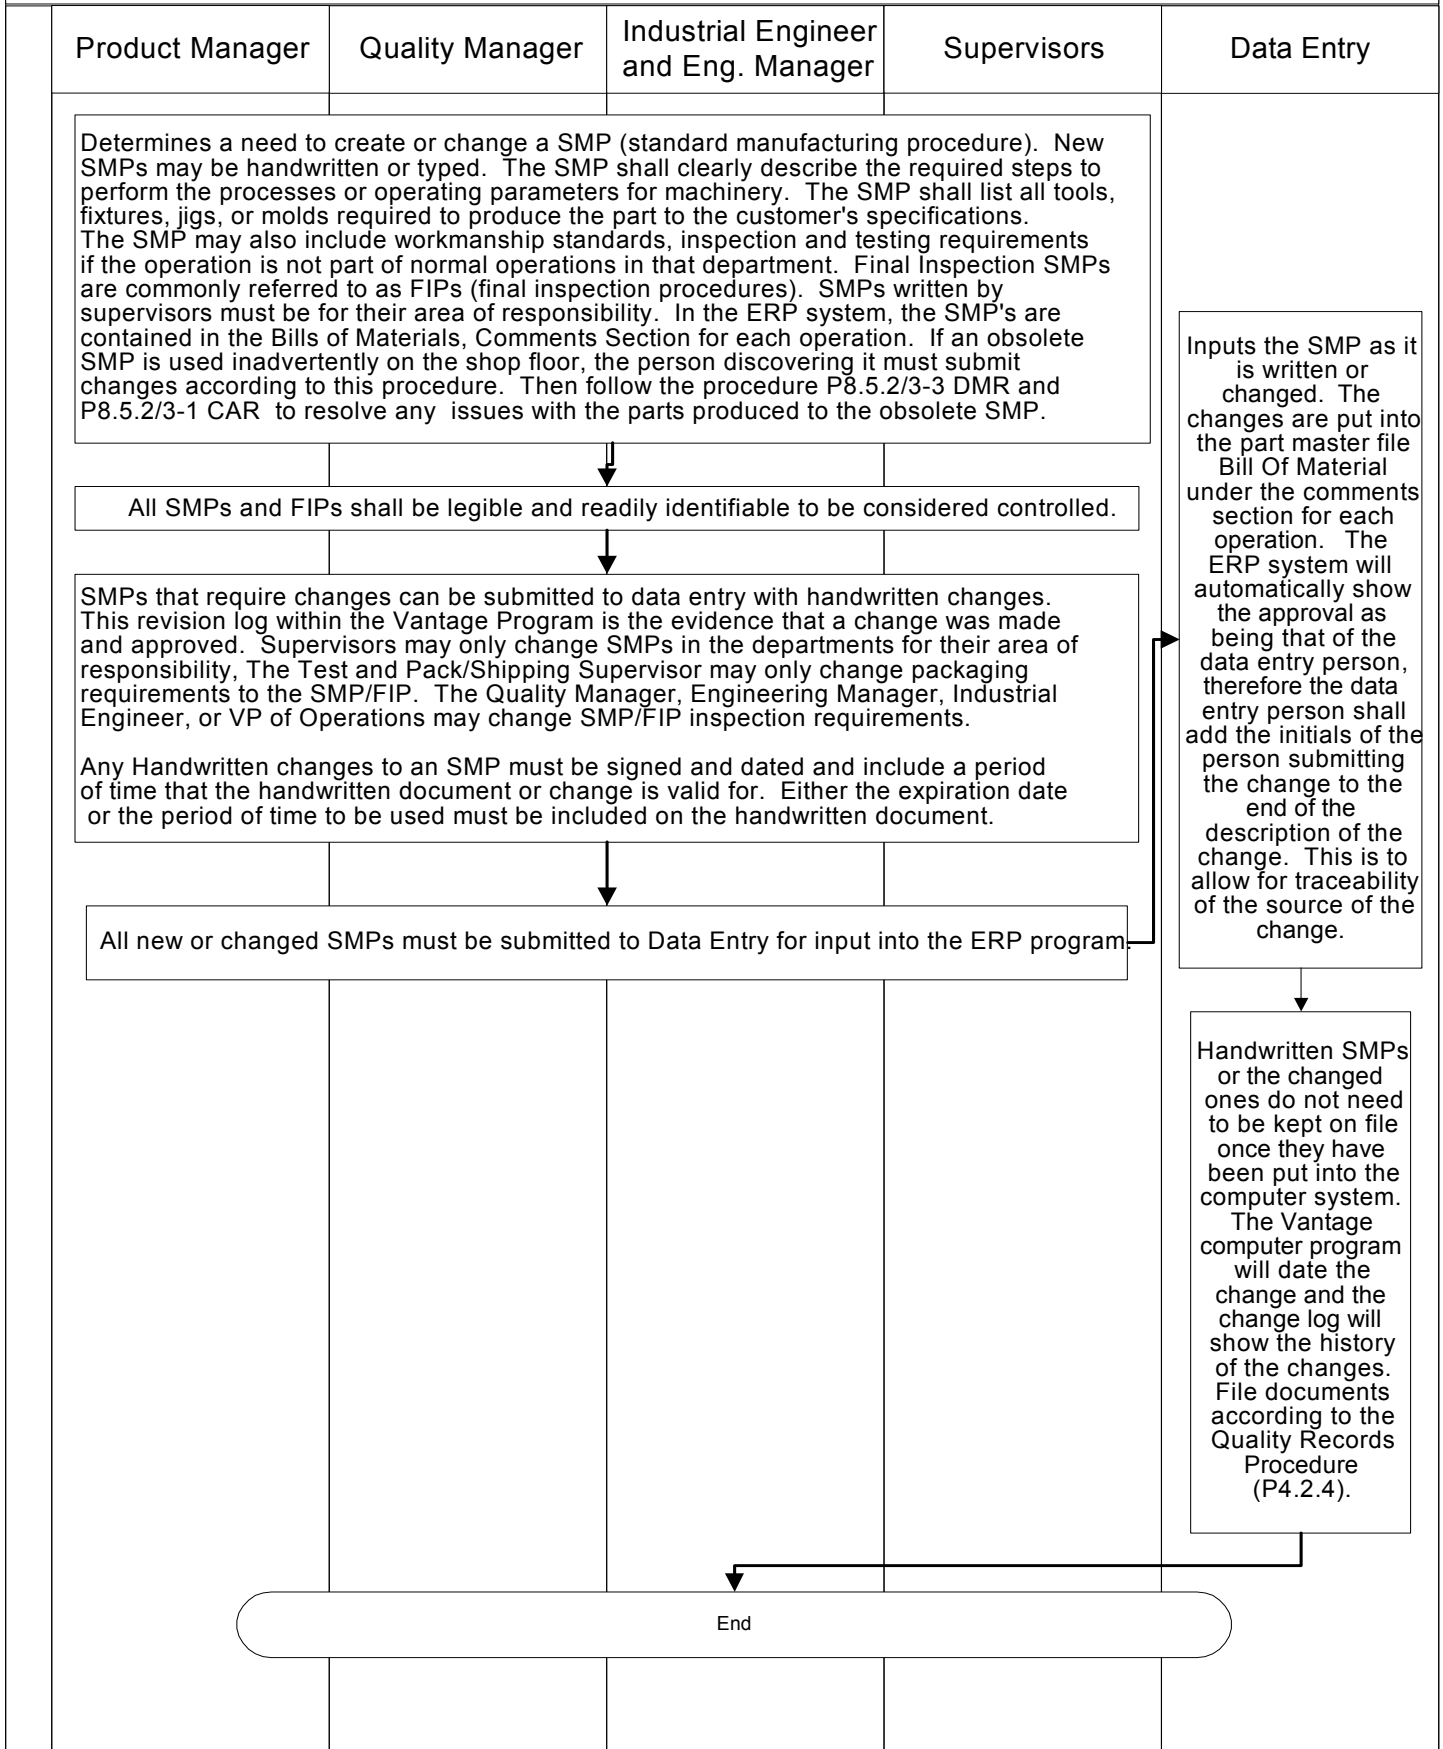 Product Manager
Quality Manager
Industrial Engineer
and Eng. Manager
Supervisors
Data Entry
Determines a need to create or change a SMP (standard manufacturing procedure).  New
SMPs may be handwritten or typed.  The SMP shall clearly describe the required steps to
perform the processes or operating parameters for machinery.  The SMP shall list all tools,
fixtures, jigs, or molds required to produce the part to the customer's specifications.
The SMP may also include workmanship standards, inspection and testing requirements
if the operation is not part of normal operations in that department.  Final Inspection SMPs
are commonly referred to as FIPs (final inspection procedures).  SMPs written by
supervisors must be for their area of responsibility.  In the ERP system, the SMP's are
contained in the Bills of Materials, Comments Section for each operation.  If an obsolete
SMP is used inadvertently on the shop floor, the person discovering it must submit
changes according to this procedure.  Then follow the procedure P8.5.2/3-3 DMR and
P8.5.2/3-1 CAR  to resolve any  issues with the parts produced to the obsolete SMP.
All SMPs and FIPs shall be legible and readily identifiable to be considered controlled.
SMPs that require changes can be submitted to data entry with handwritten changes.
This revision log within the Vantage Program is the evidence that a change was made
and approved.  Supervisors may only change SMPs in the departments for their area of
responsibility, The Test and Pack/Shipping Supervisor may only change packaging
requirements to the SMP/FIP.  The Quality Manager, Engineering Manager, Industrial
Engineer, or VP of Operations may change SMP/FIP inspection requirements.
Any Handwritten changes to an SMP must be signed and dated and include a period
of time that the handwritten document or change is valid for.  Either the expiration date
or the period of time to be used must be included on the handwritten document.
All new or changed SMPs must be submitted to Data Entry for input into the ERP program.
Inputs the SMP as it
is written or
changed.  The
changes are put into
the part master file
Bill Of Material
under the comments
section for each
operation.   The
ERP system will
automatically show
the approval as
being that of the
data entry person,
therefore the data
entry person shall
add the initials of the
person submitting
the change to the
end of the
description of the
change.  This is to
allow for traceability
of the source of the
change.
Handwritten SMPs
or the changed
ones do not need
to be kept on file
once they have
been put into the
computer system.
The Vantage
computer program
will date the
change and the
change log will
show the history
of the changes.
File documents
according to the
Quality Records
Procedure
(P4.2.4).
End